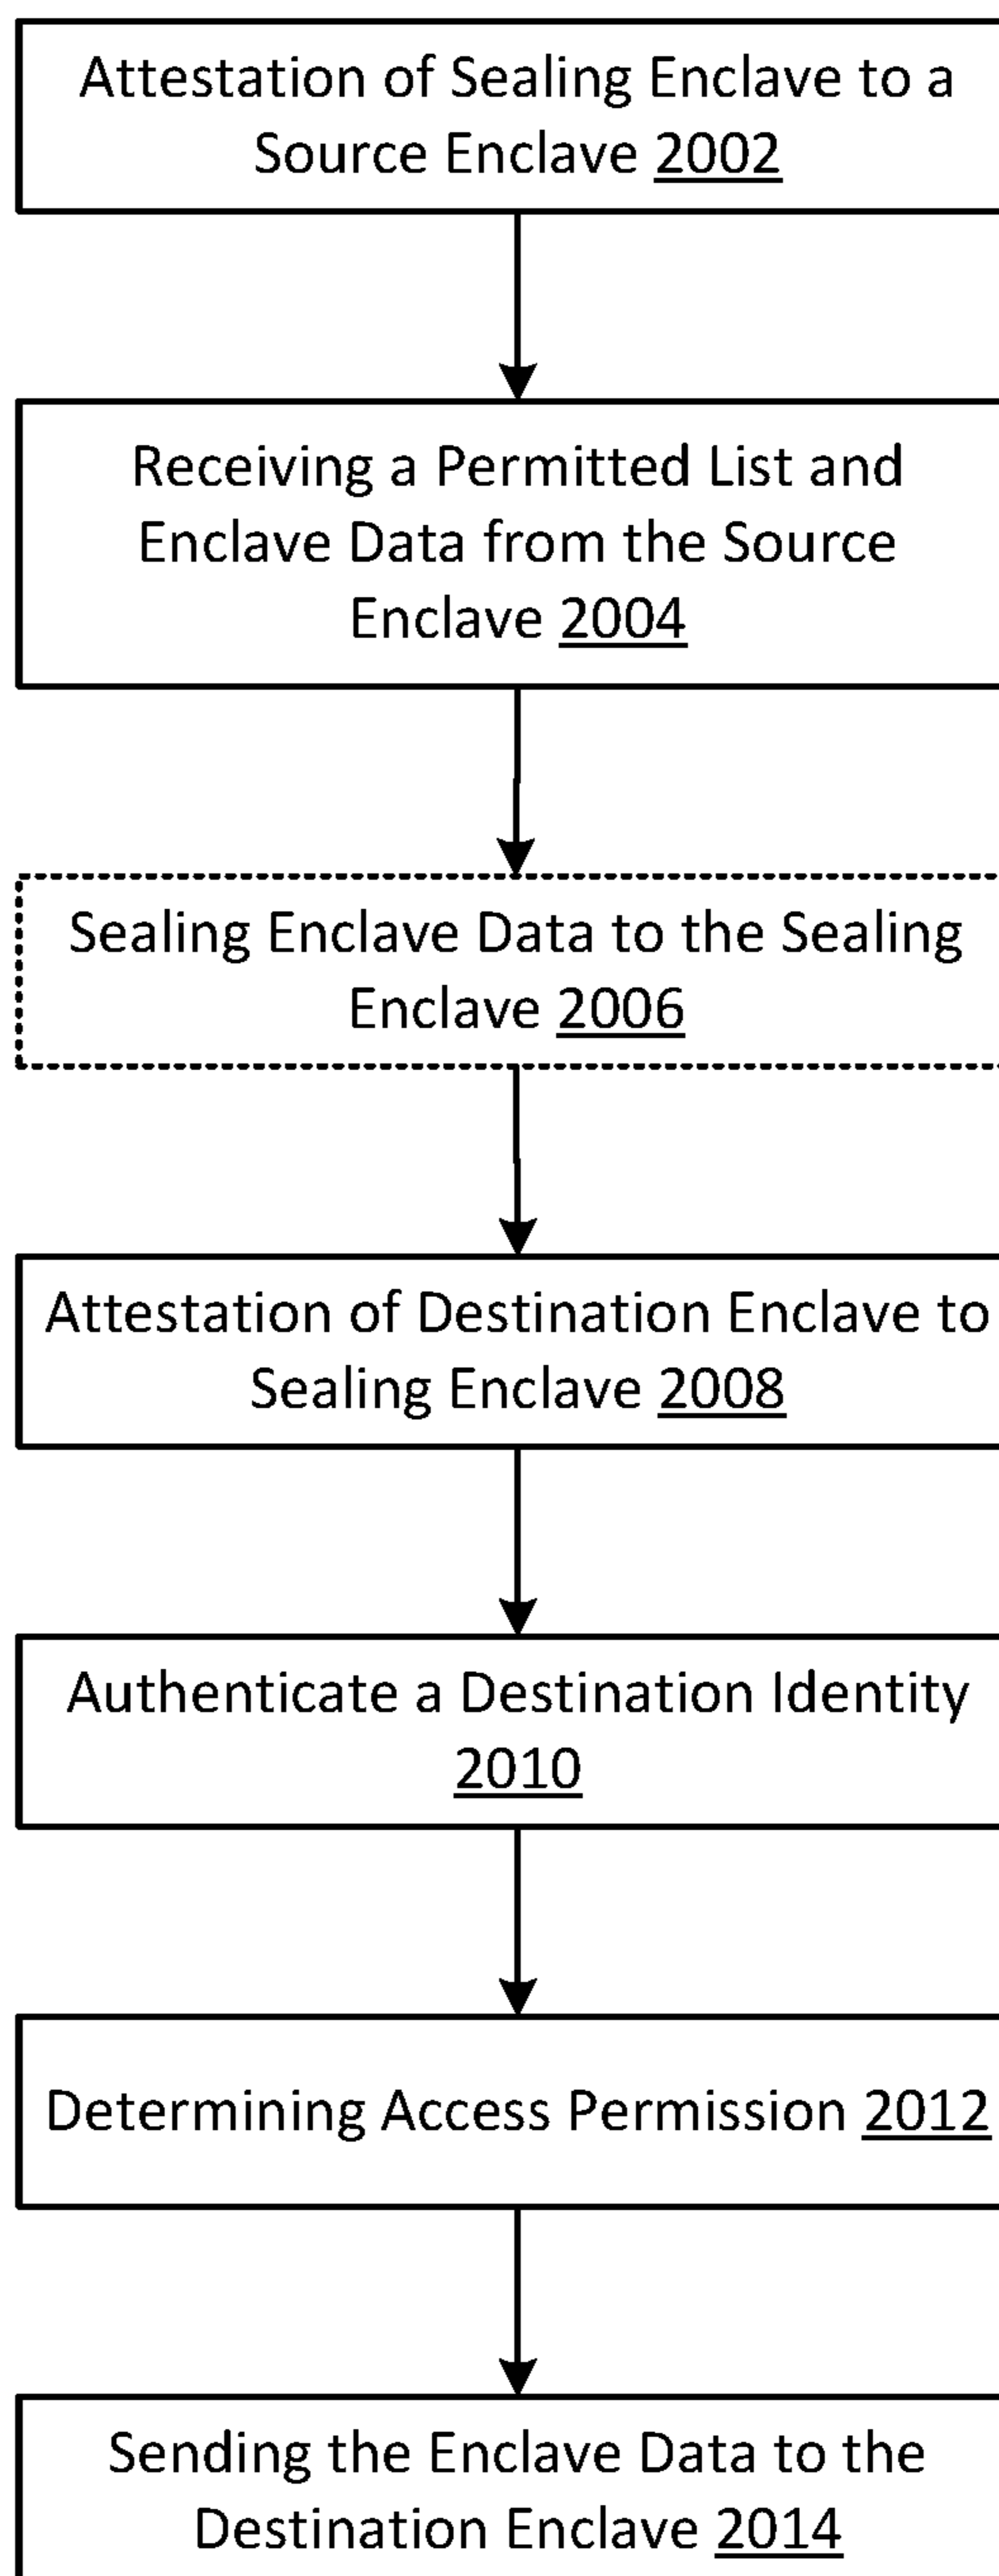 Attestation of Sealing Enclave to a
Source Enclave 2002
Receiving a Permitted List and
Enclave Data from the Source
Enclave 2004
Sealing Enclave Data to the Sealing
Enclave 2006
Attestation of Destination Enclave to
Sealing Enclave 2008
Authenticate a Destination Identity
2010
Determining Access Permission 2012
Sending the Enclave Data to the
Destination Enclave 2014